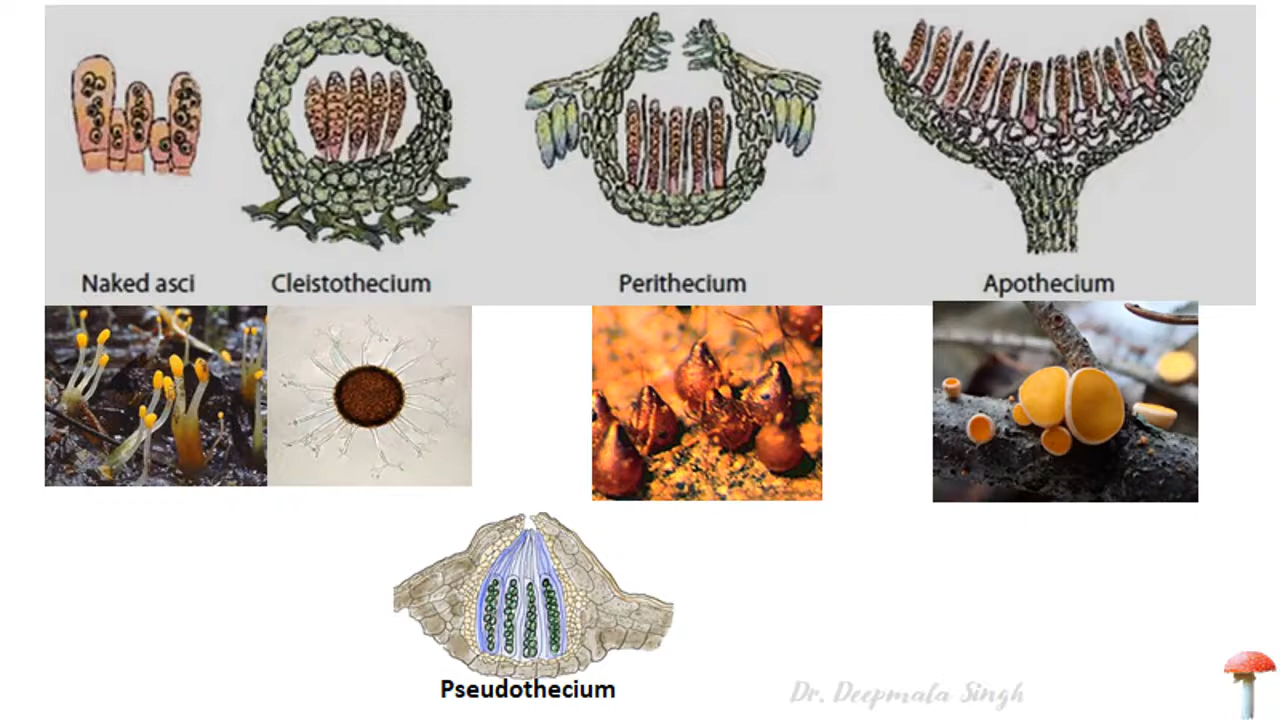 Naked asci
Cleistothecium
Perithecium
Apothecium
Pseudothecium
Dr. Deepmala Singh